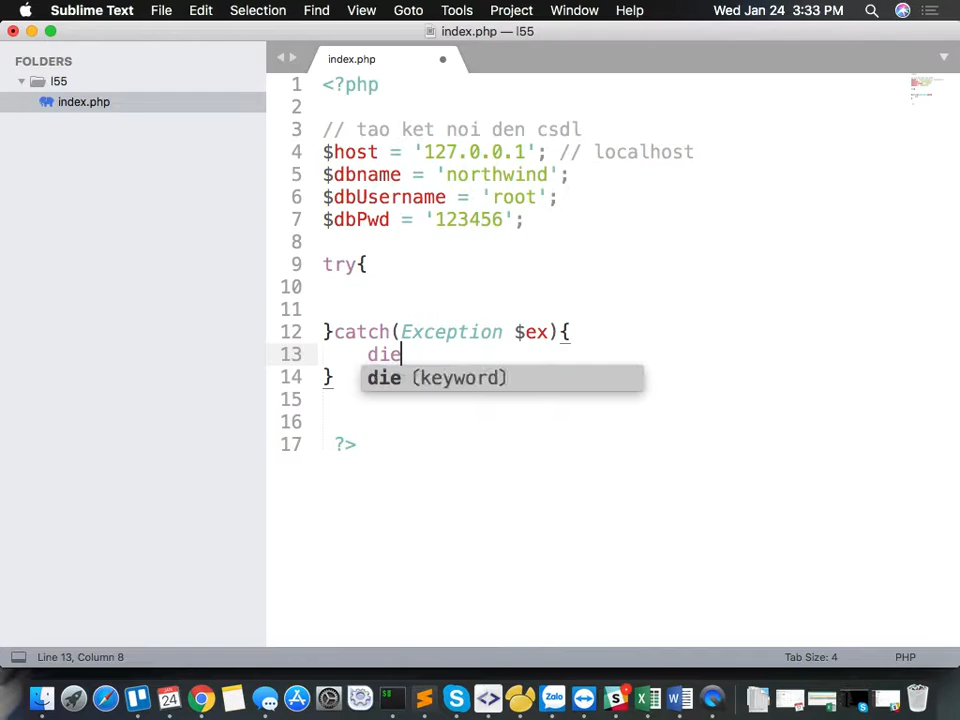 Sublime Text File Edit Selection Find View Goto Tools Project Window Help Wed Jan 24 3:33 PM
index.php — l55
FOLDERS
l55
index.php
index.php
1 <?php
2
3 // tao ket noi den csdl
4 $host = '127.0.0.1'; // localhost
5 $dbname = 'northwind';
6 $dbUsername = 'root';
7 $dbPwd = '123456';
8
9 try{
10
11
12 }catch(Exception $ex){
13 die
die (keyword)
14 }
15
16
17 ?>
Line 13, Column 8 Tab Size: 4 PHP
24 Zalo